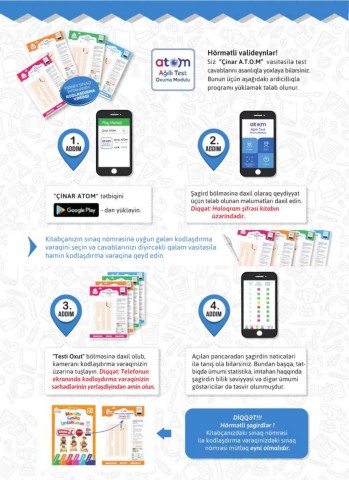 Hörmətli valideynlər!
Siz "Çinar A.T.O.M" vasitəsilə test
cavablarını asanlıqla yoxlaya bilərsiniz.
Bunun üçün aşağıdakı ardıcıllıqla
proqramı yükləmək tələb olunur.
atom
Ağıllı Test
Oxuma Modulu
1.
ADDIM
2.
ADDIM
"ÇİNAR ATOM" tətbiqini
Google Play - dən yükləyin.
Şagird bölməsinə daxil olaraq qeydiyyat
üçün tələb olunan məlumatları daxil edin.
Diqqət: Holoqram şifrəsi kitabın
üzərindədir.
Kitabçanızın sınaq nömrəsinə uyğun gələn kodlaşdırma
vərəqini seçin və cavablarınızı diyircəkli qələm vasitəsilə
həmin kodlaşdırma vərəqinə qeyd edin.
3.
ADDIM
4.
ADDIM
"Testi Oxut" bölməsinə daxil olub,
kameranı kodlaşdırma vərəqinizin
üzərinə tuşlayın. Diqqət: Telefonun
ekranında kodlaşdırma vərəqinizin
sərhədlərinin yerləşdiyindən əmin olun.
Açılan pəncərədən şagirdin nəticələri
ilə tanış ola bilərsiniz. Bundan başqa, tət-
biqdə ümumi statistika, imtahan haqqında
şagirdin bilik səviyyəsi və digər ümumi
göstəricilər də təsvir olunmuşdur.
DİQQƏT!!!
Hörmətli şagirdlər !
Kitabçanızdakı sınaq nömrəsi
ilə kodlaşdırma vərəqinizdəki sınaq
nömrəsi mütləq eyni olmalıdır.